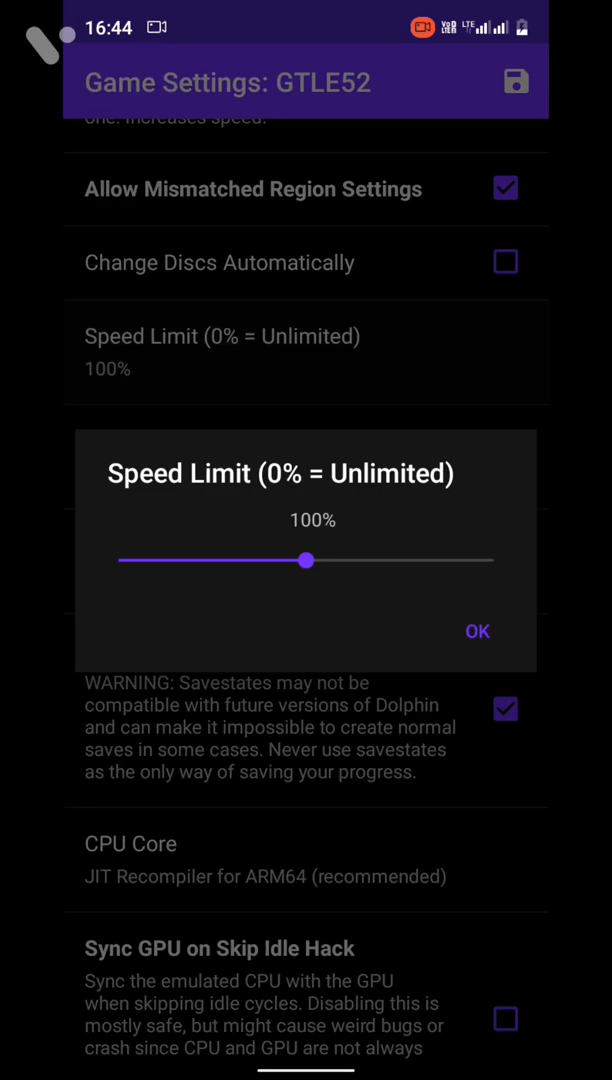 16:44
VoD LTE LTE
Game Settings: GTLE52
one. Increases speed.
Allow Mismatched Region Settings
Change Discs Automatically
Speed Limit (0% = Unlimited)
100%
Speed Limit (0% = Unlimited)
100%
OK
WARNING: Savestates may not be
compatible with future versions of Dolphin
and can make it impossible to create normal
saves in some cases. Never use savestates
as the only way of saving your progress.
CPU Core
JIT Recompiler for ARM64 (recommended)
Sync GPU on Skip Idle Hack
Sync the emulated CPU with the GPU
when skipping idle cycles. Disabling this is
mostly safe, but might cause weird bugs or
crash since CPU and GPU are not always